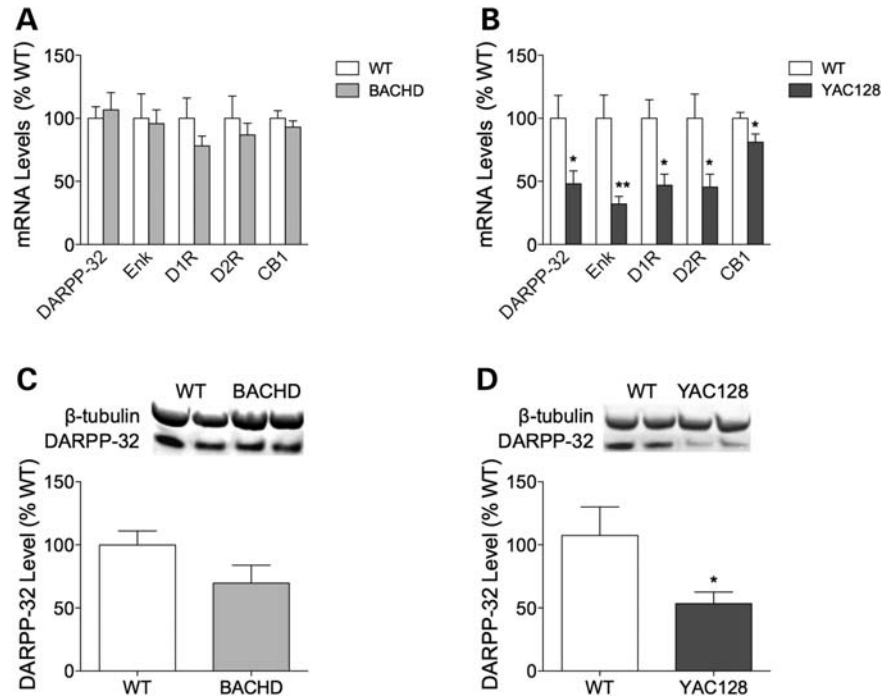 A
mRNA Levels (% WT)
150
100
50
0
DARPP-32
Enk
D1R
D2R
CB1
WT
BACHD
B
mRNA Levels (% WT)
150
100
50
0
*
**
*
*
*
DARPP-32
Enk
D1R
D2R
CB1
WT
YAC128
C
WT BACHD
β-tubulin
DARPP-32
DARPP-32 Level (% WT)
150
100
50
0
WT
BACHD
D
WT YAC128
β-tubulin
DARPP-32
DARPP-32 Level (% WT)
150
100
50
0
*
WT
YAC128